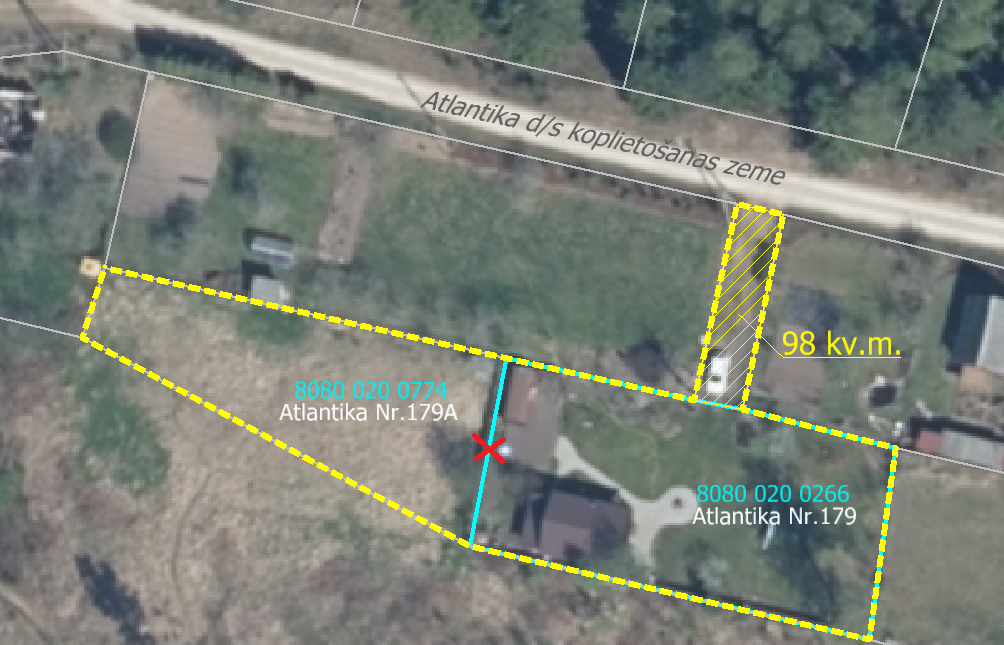 Atlantika d/s koplietošanas zeme
98 kv.m.
8080 020 0774
Atlantika Nr.179A
8080 020 0266
Atlantika Nr.179